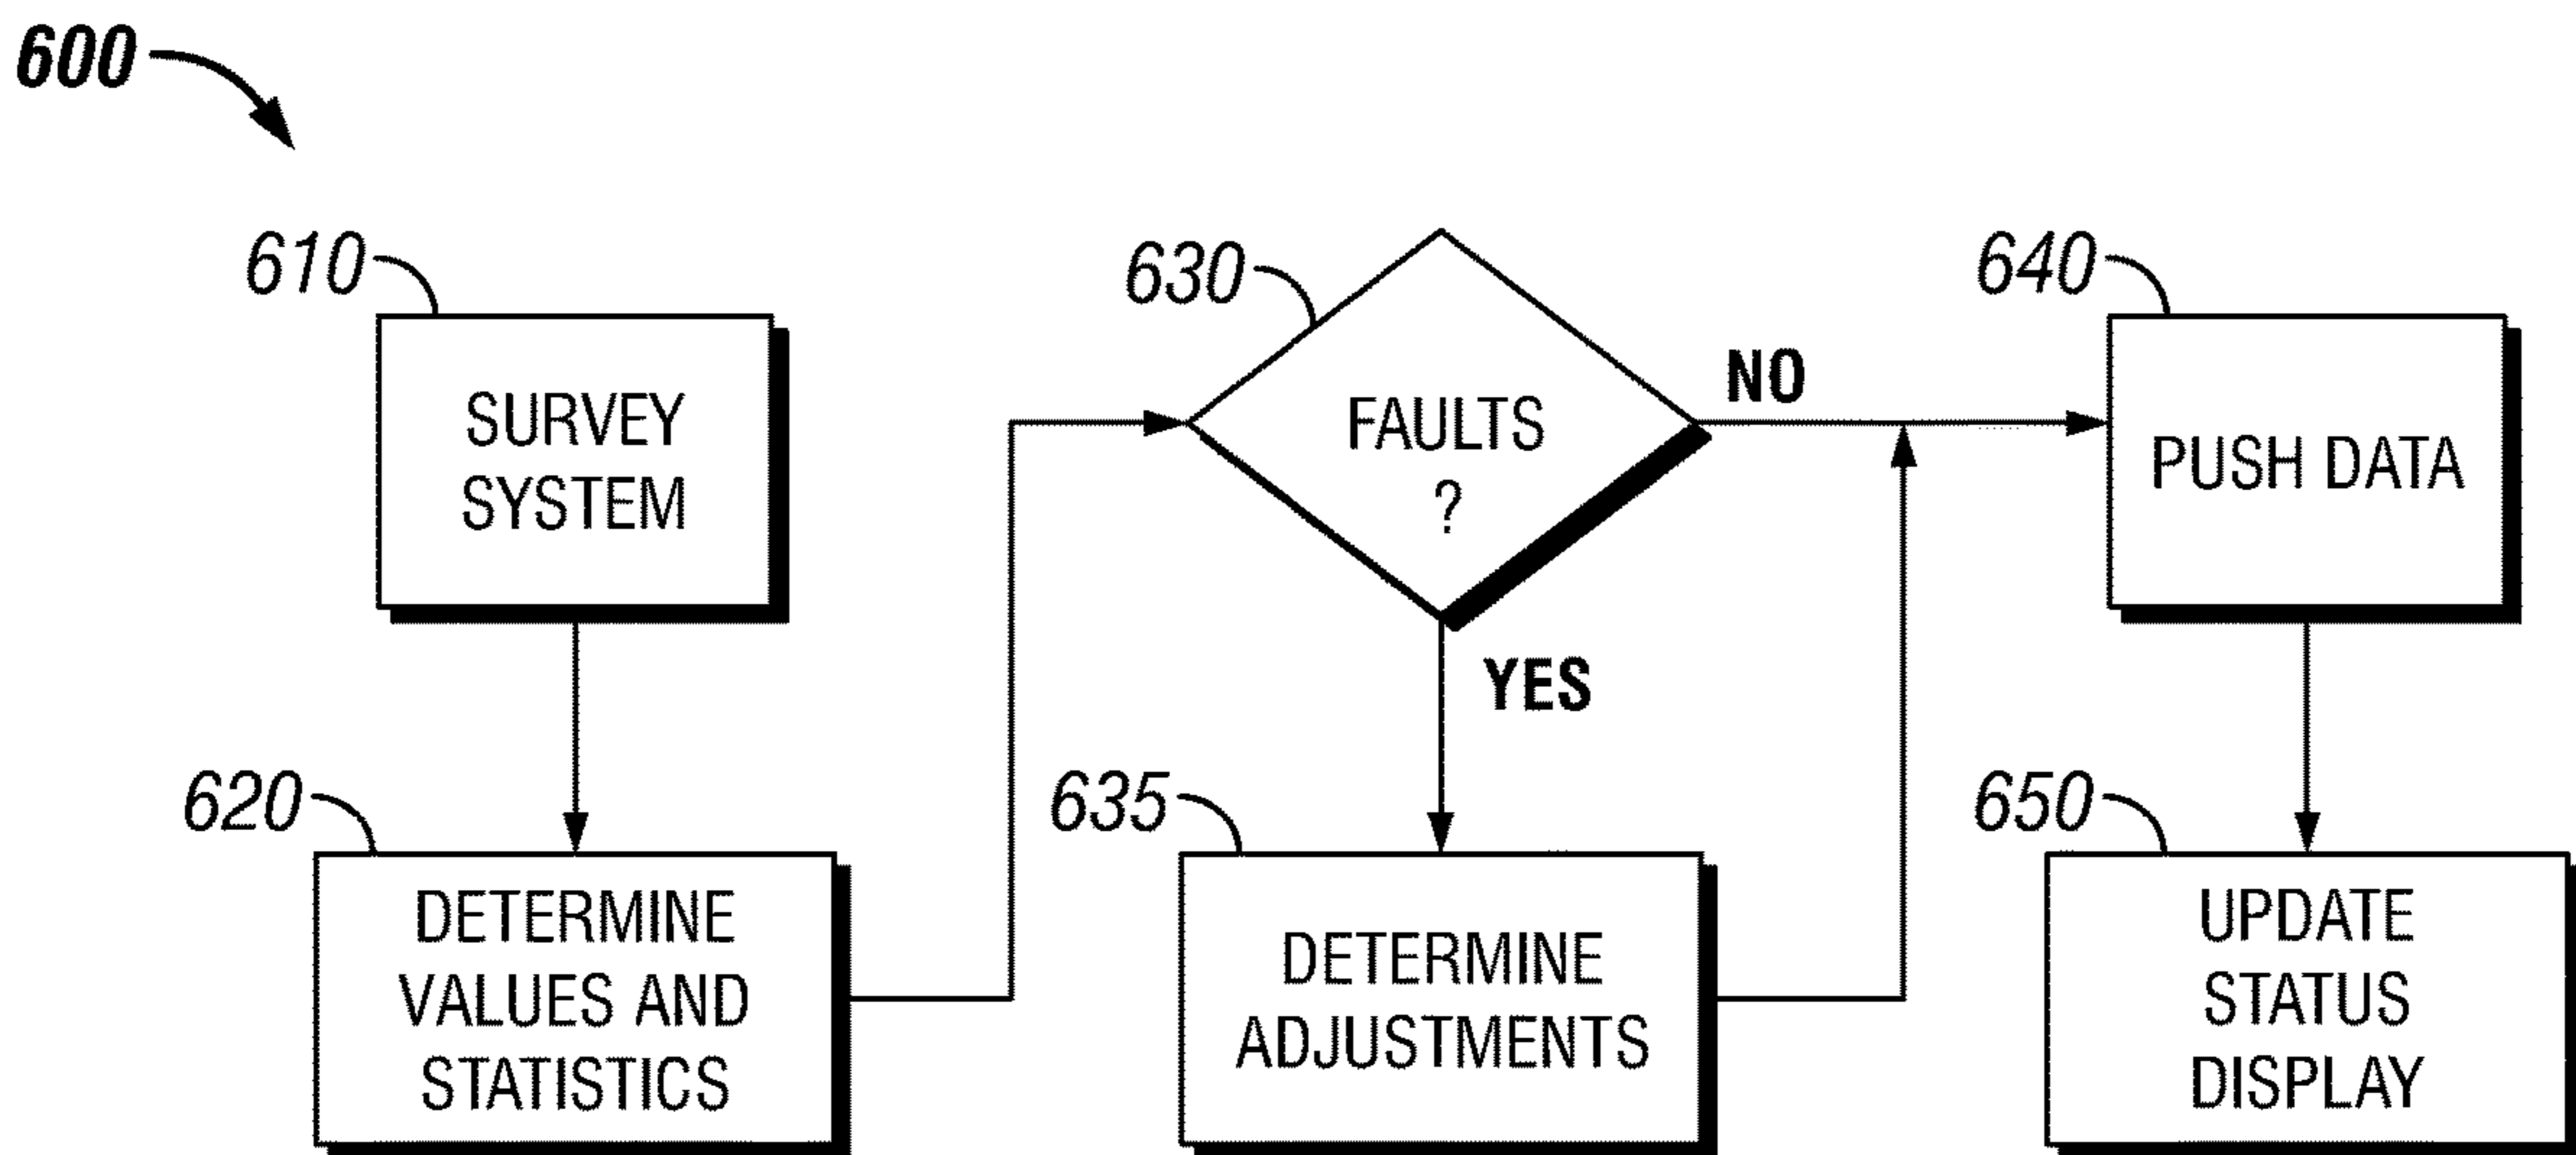 600
610
SURVEY
SYSTEM
620
DETERMINE
VALUES AND
STATISTICS
630
FAULTS
?
NO
YES
635
DETERMINE
ADJUSTMENTS
640
PUSH DATA
650
UPDATE
STATUS
DISPLAY